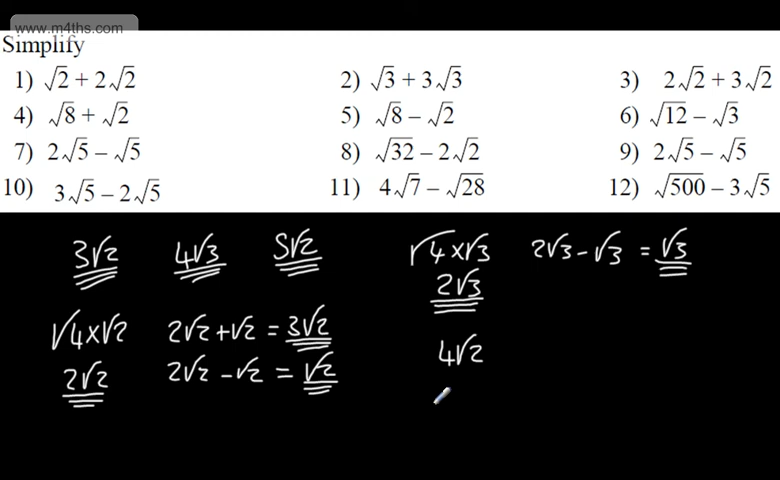 www.m4ths.com
Simplify
1) √2 + 2√2 2) √3 + 3√3 3) 2√2 + 3√2
4) √8 + √2 5) √8 − √2 6) √12 − √3
7) 2√5 − √5 8) √32 − 2√2 9) 2√5 − √5
10) 3√5 − 2√5 11) 4√7 − √28 12) √500 − 3√5
3√2 4√3 5√2 √4 x √3 2√3 − √3 = √3
2√3
√4 x √2 2√2 + √2 = 3√2
4√2
2√2 2√2 − √2 = √2